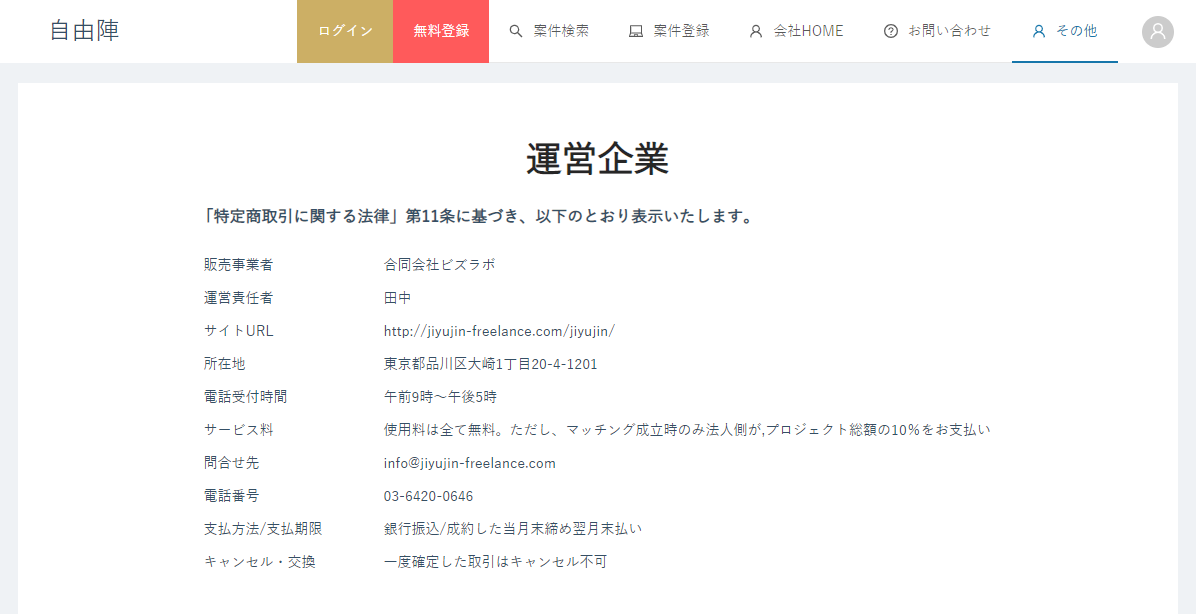 自由陣
ログイン
無料登録
案件検索
案件登録
会社HOME
お問い合わせ
その他
運営企業
「特定商取引に関する法律」第11条に基づき、以下のとおり表示いたします。
販売事業者 合同会社ビズラボ
運営責任者 田中
サイトURL http://jiyujin-freelance.com/jiyujin/
所在地 東京都品川区大崎1丁目20-4-1201
電話受付時間 午前9時〜午後5時
サービス料 使用料は全て無料。ただし、マッチング成立時のみ法人側が,プロジェクト総額の10%をお支払い
問合せ先 info@jiyujin-freelance.com
電話番号 03-6420-0646
支払方法/支払期限 銀行振込/成約した当月末締め翌月末払い
キャンセル・交換 一度確定した取引はキャンセル不可